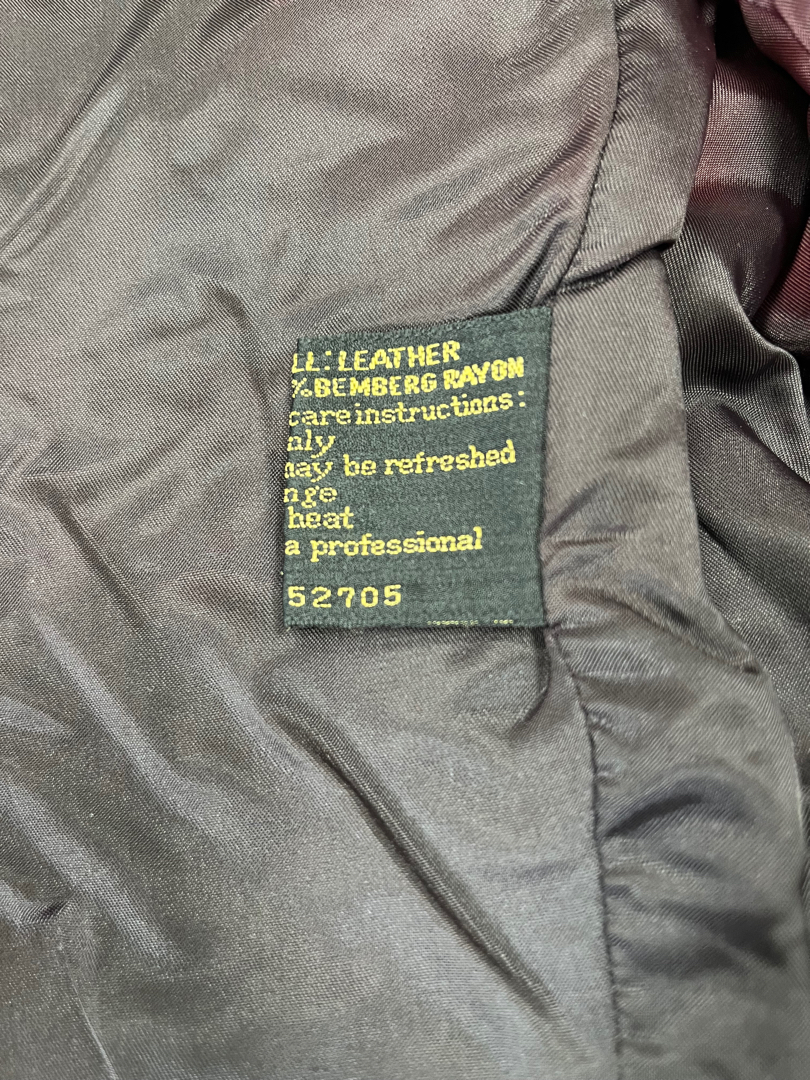 LL: LEATHER
%BEMBERG RAYON
care instructions:
nly
may be refreshed
nge
heat
a professional
52705